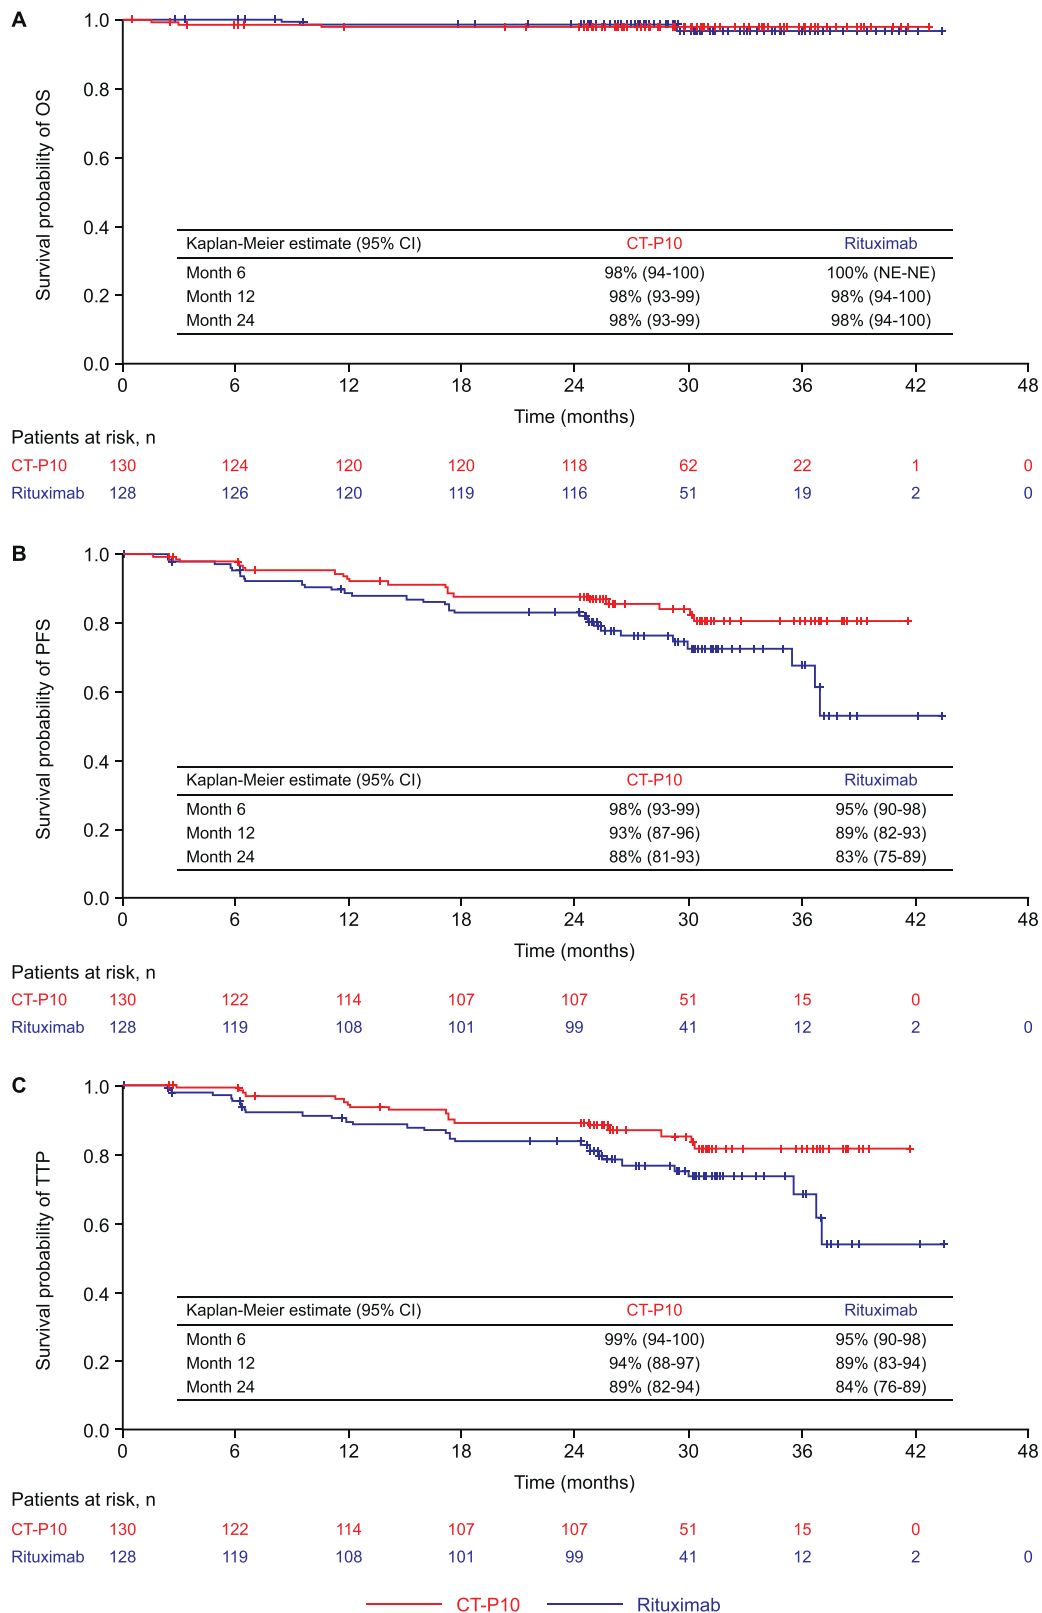 A
Survival probability of OS
1.0
0.8
0.6
0.4
0.2
0.0
Kaplan-Meier estimate (95% CI) CT-P10 Rituximab
Month 6 98% (94-100) 100% (NE-NE)
Month 12 98% (93-99) 98% (94-100)
Month 24 98% (93-99) 98% (94-100)
0 6 12 18 24 30 36 42 48
Time (months)
Patients at risk, n
CT-P10 130 124 120 120 118 62 22 1 0
Rituximab 128 126 120 119 116 51 19 2 0
B
Survival probability of PFS
1.0
0.8
0.6
0.4
0.2
0.0
Kaplan-Meier estimate (95% CI) CT-P10 Rituximab
Month 6 98% (93-99) 95% (90-98)
Month 12 93% (87-96) 89% (82-93)
Month 24 88% (81-93) 83% (75-89)
0 6 12 18 24 30 36 42 48
Time (months)
Patients at risk, n
CT-P10 130 122 114 107 107 51 15 0
Rituximab 128 119 108 101 99 41 12 2 0
C
Survival probability of TTP
1.0
0.8
0.6
0.4
0.2
0.0
Kaplan-Meier estimate (95% CI) CT-P10 Rituximab
Month 6 99% (94-100) 95% (90-98)
Month 12 94% (88-97) 89% (83-94)
Month 24 89% (82-94) 84% (76-89)
0 6 12 18 24 30 36 42 48
Time (months)
Patients at risk, n
CT-P10 130 122 114 107 107 51 15 0
Rituximab 128 119 108 101 99 41 12 2 0
CT-P10 Rituximab